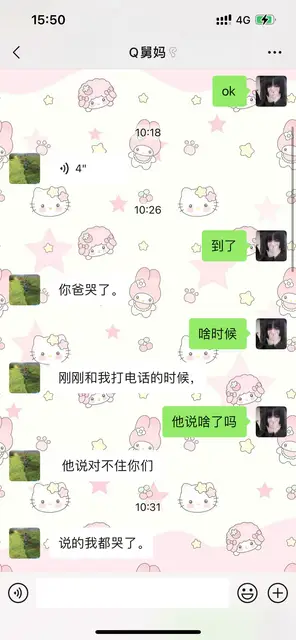 15:50
4G
Q舅妈
ok
10:18
4"
10:26
到了
你爸哭了。
啥时候
刚刚和我打电话的时候，
他说啥了吗
他说对不住你们
10:31
说的我都哭了。